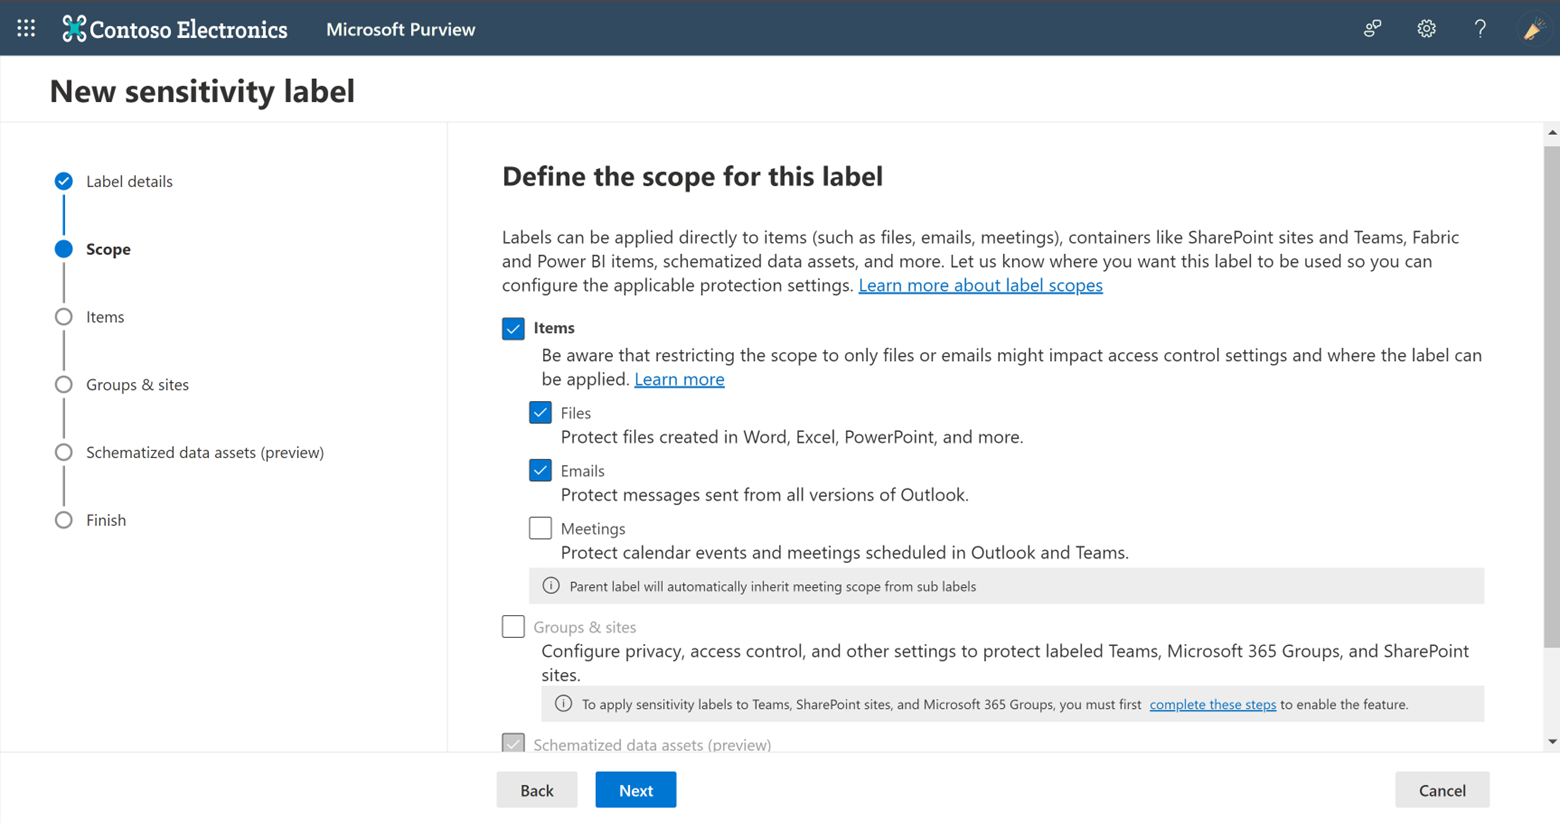 Contoso Electronics
Microsoft Purview
?
New sensitivity label
Label details
Scope
Items
Groups & sites
Schematized data assets (preview)
Finish
Define the scope for this label
Labels can be applied directly to items (such as files, emails, meetings), containers like SharePoint sites and Teams, Fabric
and Power BI items, schematized data assets, and more. Let us know where you want this label to be used so you can
configure the applicable protection settings. Learn more about label scopes
Items
Be aware that restricting the scope to only files or emails might impact access control settings and where the label can
be applied. Learn more
Files
Protect files created in Word, Excel, PowerPoint, and more.
Emails
Protect messages sent from all versions of Outlook.
Meetings
Protect calendar events and meetings scheduled in Outlook and Teams.
Parent label will automatically inherit meeting scope from sub labels
Groups & sites
Configure privacy, access control, and other settings to protect labeled Teams, Microsoft 365 Groups, and SharePoint
sites.
To apply sensitivity labels to Teams, SharePoint sites, and Microsoft 365 Groups, you must first complete these steps to enable the feature.
Schematized data assets (preview)
Back
Next
Cancel